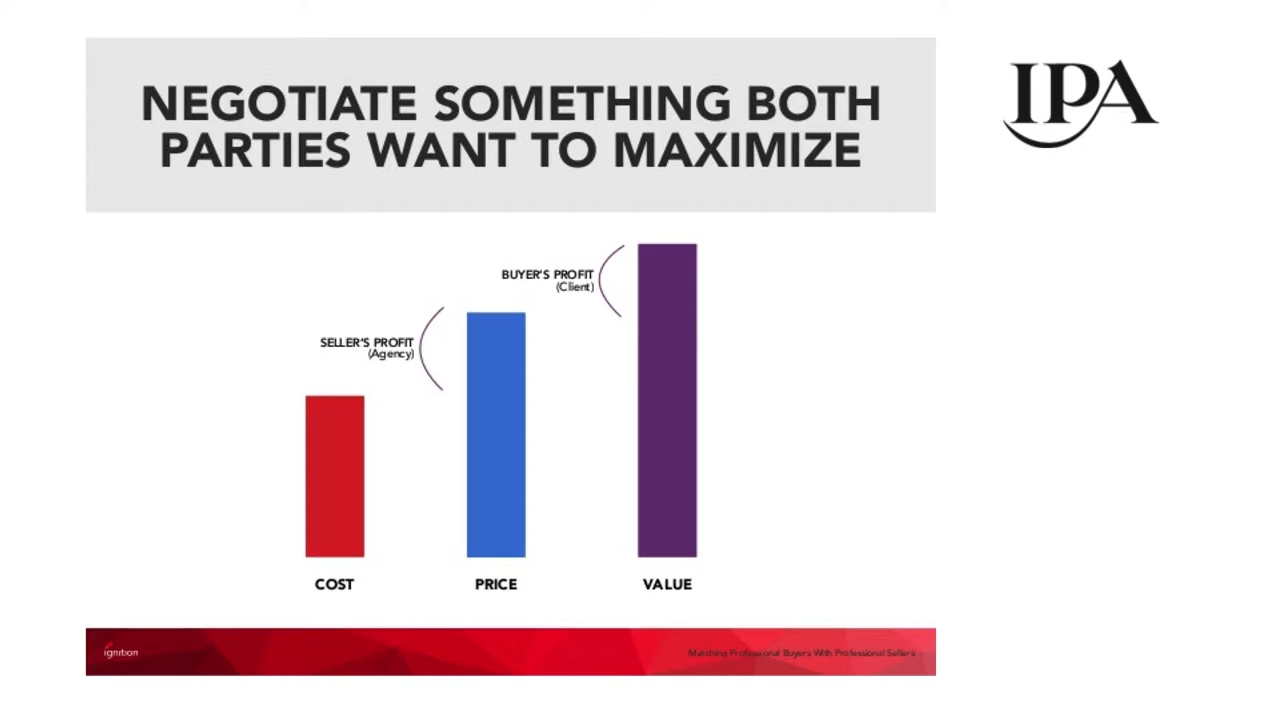 NEGOTIATE SOMETHING BOTH
PARTIES WANT TO MAXIMIZE
IPA
BUYER'S PROFIT
(Client)
SELLER'S PROFIT
(Agency)
COST
PRICE
VALUE
ignition
Matching Professional Buyers With Professional Sellers